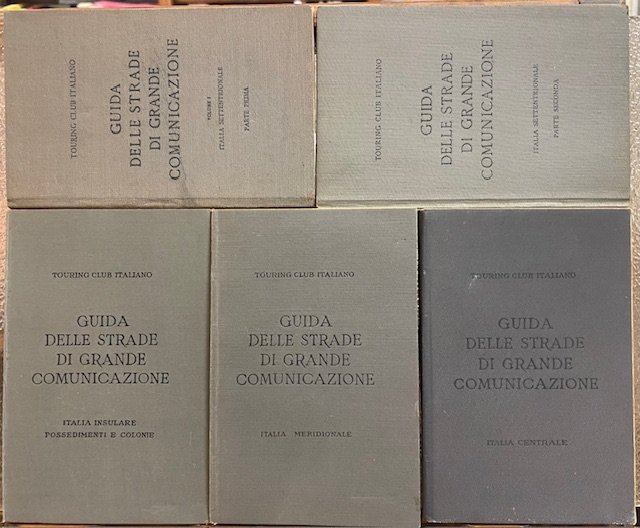 TOURING CLUB ITALIANO
GUIDA
DELLE STRADE
DI GRANDE
COMUNICAZIONE
VOLUME I
ITALIA SETTENTRIONALE
PARTE PRIMA
TOURING CLUB ITALIANO
GUIDA
DELLE STRADE
DI GRANDE
COMUNICAZIONE
ITALIA SETTENTRIONALE
PARTE SECONDA
TOURING CLUB ITALIANO
GUIDA
DELLE STRADE
DI GRANDE
COMUNICAZIONE
ITALIA INSULARE
POSSEDIMENTI E COLONIE
TOURING CLUB ITALIANO
GUIDA
DELLE STRADE
DI GRANDE
COMUNICAZIONE
ITALIA MERIDIONALE
TOURING CLUB ITALIANO
GUIDA
DELLE STRADE
DI GRANDE
COMUNICAZIONE
ITALIA CENTRALE